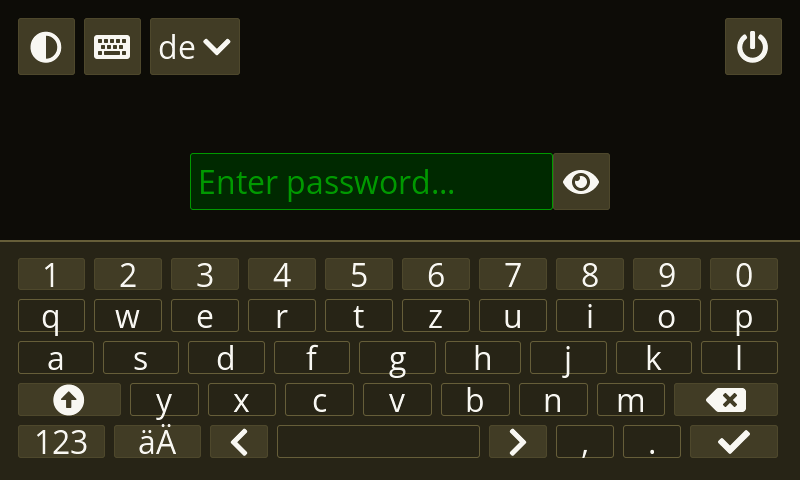 de
Enter password...
1 2 3 4 5 6 7 8 9 0
q w e r t z u i o p
a s d f g h j k l
y x c v b n m
123 äÄ , .